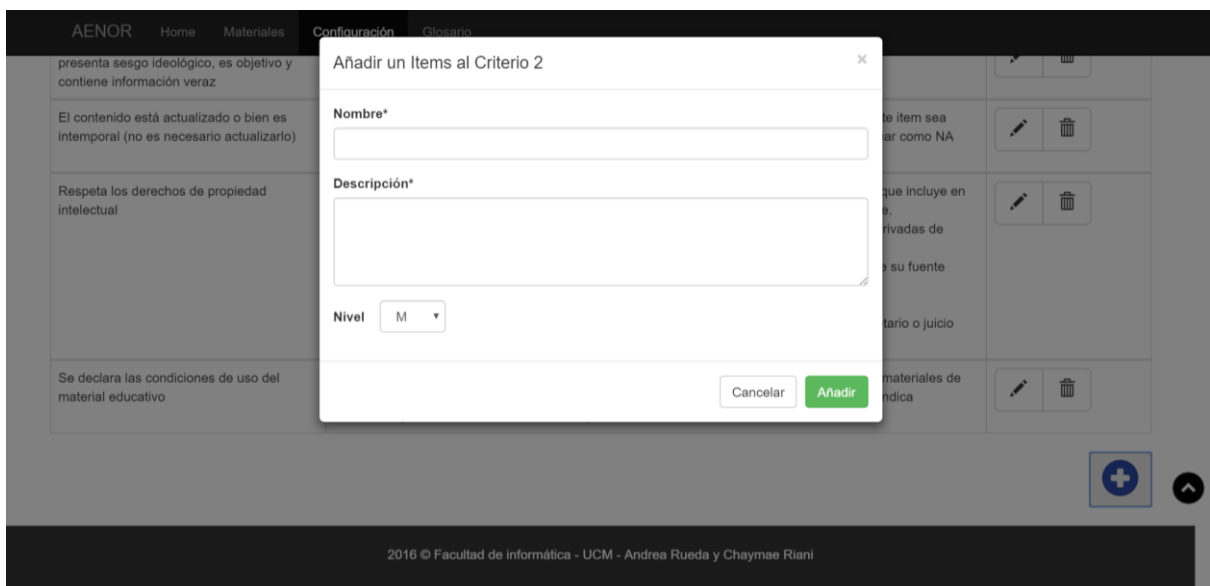 AENOR Home Materiales Configuración Glosario
Añadir un Items al Criterio 2 ×
presenta sesgo ideológico, es objetivo y
contiene información veraz
Nombre*
El contenido está actualizado o bien es
intemporal (no es necesario actualizarlo)
te item sea
ar como NA
Descripción*
Respeta los derechos de propiedad
intelectual
que incluye en
e.
rivadas de
e su fuente
tario o juicio
Nivel M
Se declara las condiciones de uso del
material educativo
materiales de
ndica
Cancelar Añadir
2016 © Facultad de informática - UCM - Andrea Rueda y Chaymae Riani